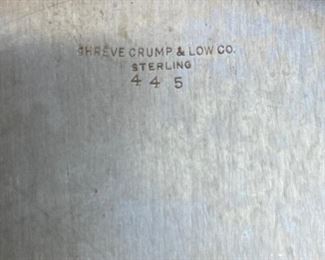 SHREVE CRUMP & LOW CO.
STERLING
4 4 5